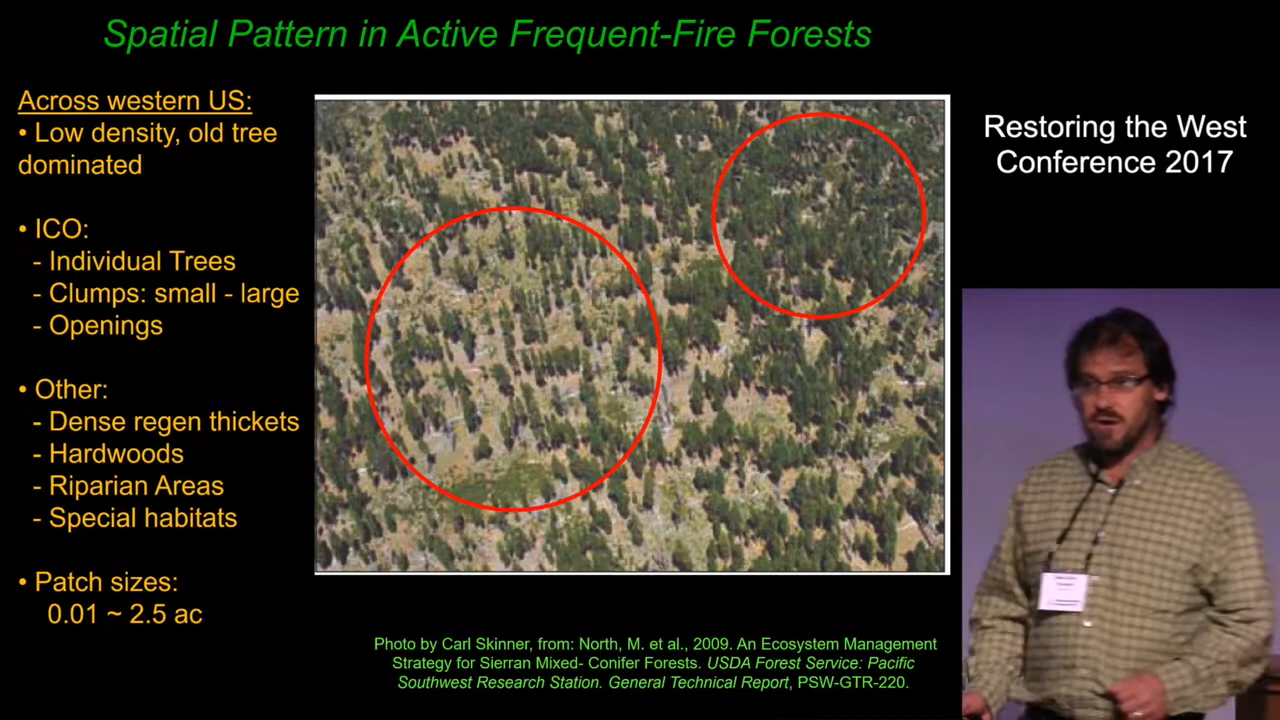 Spatial Pattern in Active Frequent-Fire Forests
Across western US:
• Low density, old tree
dominated
• ICO:
- Individual Trees
- Clumps: small - large
- Openings
• Other:
- Dense regen thickets
- Hardwoods
- Riparian Areas
- Special habitats
• Patch sizes:
0.01 ~ 2.5 ac
Photo by Carl Skinner, from: North, M. et al., 2009. An Ecosystem Management
Strategy for Sierran Mixed- Conifer Forests. USDA Forest Service: Pacific
Southwest Research Station. General Technical Report, PSW-GTR-220.
Restoring the West
Conference 2017